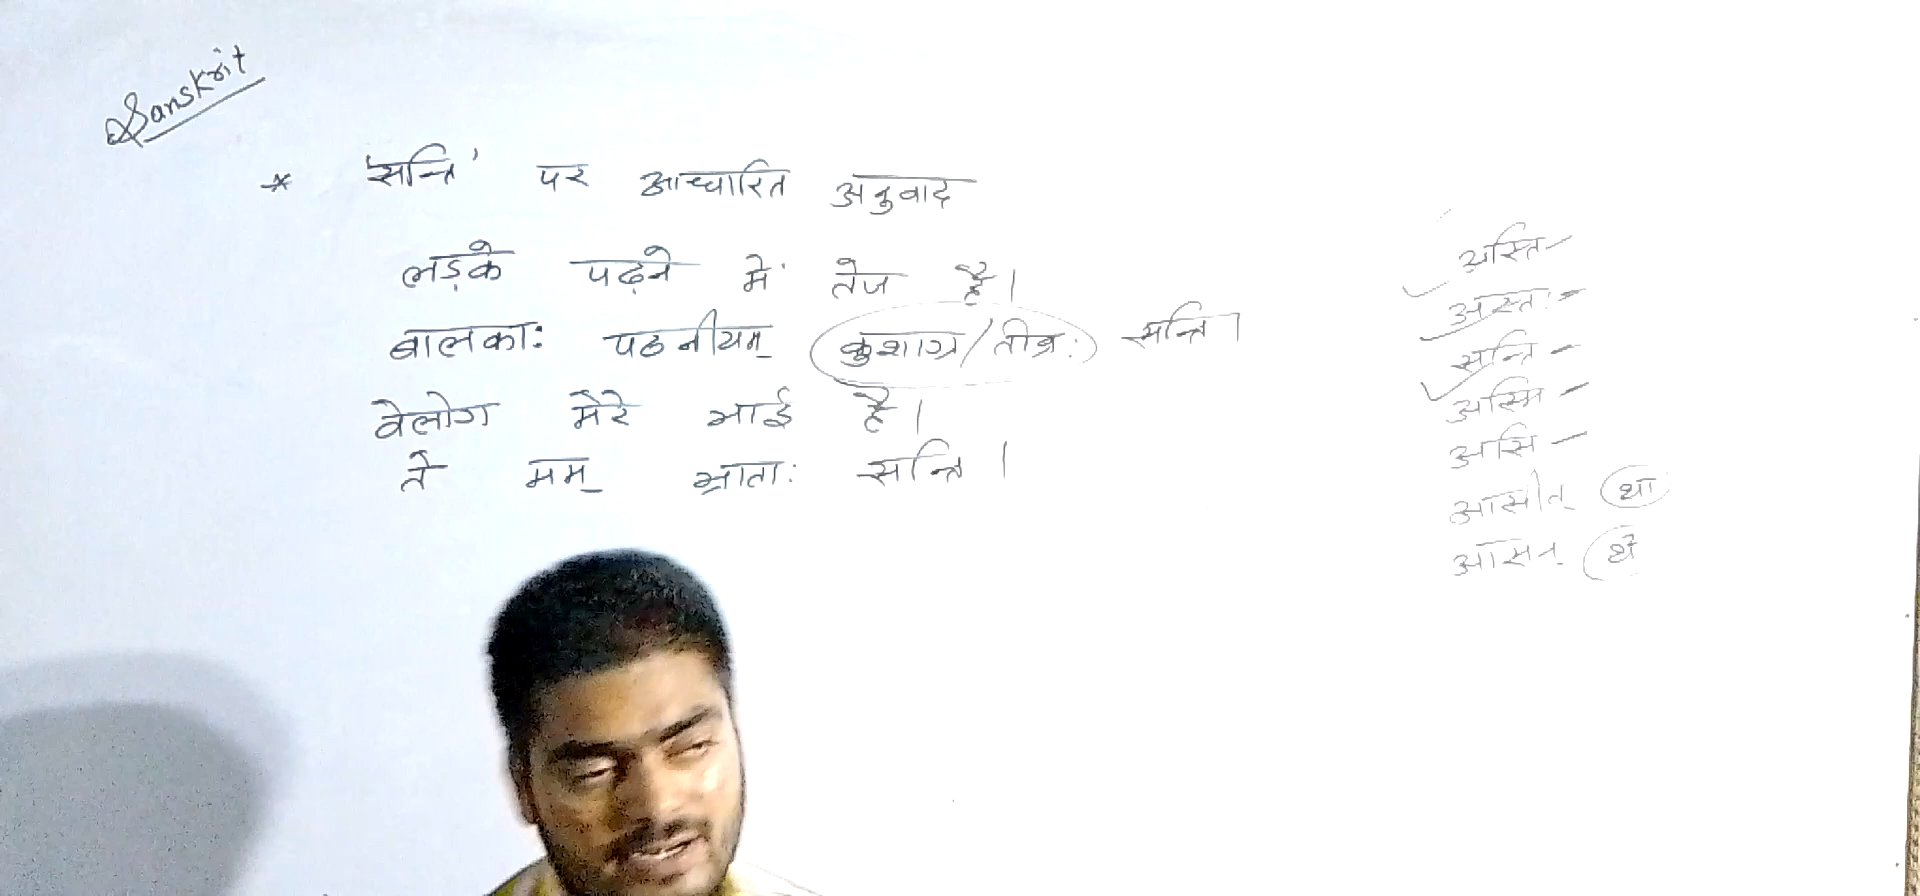 Sanskrit
* 'सन्ति' पर आधारित अनुवाद
लड़के पढ़ने में तेज है।
बालकाः पठनीयम् कुशाग्र/तीव्रः सन्ति।
वेलोग मेरे भाई है।
ते मम् भ्राताः सन्ति।
अस्ति -
अस्तः -
सन्ति -
अस्मि -
असि -
आसीत् था
आसन् थे